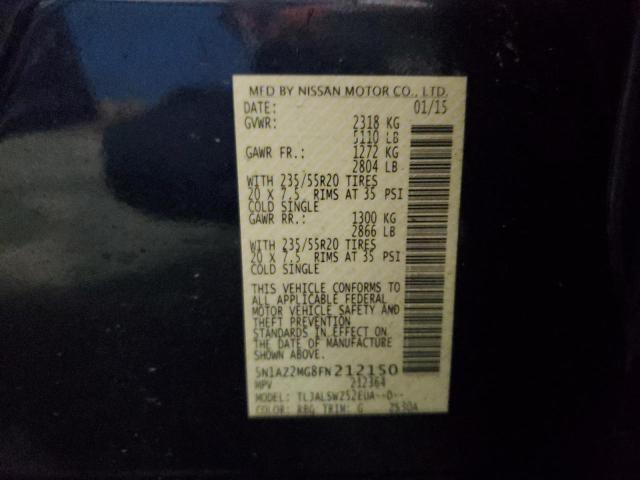 MFD BY NISSAN MOTOR CO., LTD.
DATE: 01/15
GVWR: 2318 KG
5110 LB
GAWR FR.: 1272 KG
2804 LB
WITH 235/55R20 TIRES
20 X 7.5 RIMS AT 35 PSI
COLD SINGLE
GAWR RR.: 1300 KG
2866 LB
WITH 235/55R20 TIRES
20 X 7.5 RIMS AT 35 PSI
COLD SINGLE
THIS VEHICLE CONFORMS TO
ALL APPLICABLE FEDERAL
MOTOR VEHICLE SAFETY AND
THEFT PREVENTION
STANDARDS IN EFFECT ON
THE DATE OF MANUFACTURE
SHOWN ABOVE.
5N1AZ2MG8FN212150
MPV 212364
MODEL: TLJALSWZ52EUA--D--
COLOR: RBG TRIM: G 2530A